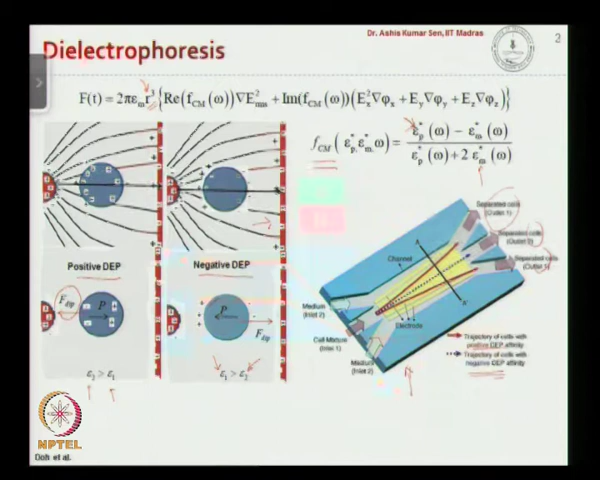 Dr. Ashis Kumar Sen, IIT Madras
2
Dielectrophoresis
F(t) = 2πε_m r³{Re(f_CM(ω))∇E²_rms + Im(f_CM(ω))(E²_x∇φ_x + E_y∇φ_y + E_z∇φ_z)}
f_CM(ε*_p, ε*_m, ω) = (ε*_p(ω) − ε*_m(ω)) / (ε*_p(ω) + 2 ε*_m(ω))
Positive DEP
Negative DEP
F_dip
P
P
F_dip
ε₂ > ε₁
ε₁ > ε₂
Separated cells
(Outlet 1)
Separated cells
(Outlet 2)
Separated cells
(Outlet 1)
Channel
A
A'
Medium
(Inlet 2)
Cell Mixture
(Inlet 1)
Electrode
Medium
(Inlet 2)
Trajectory of cells with
positive DEP affinity
Trajectory of cells with
negative DEP affinity
NPTEL
Doh et al.